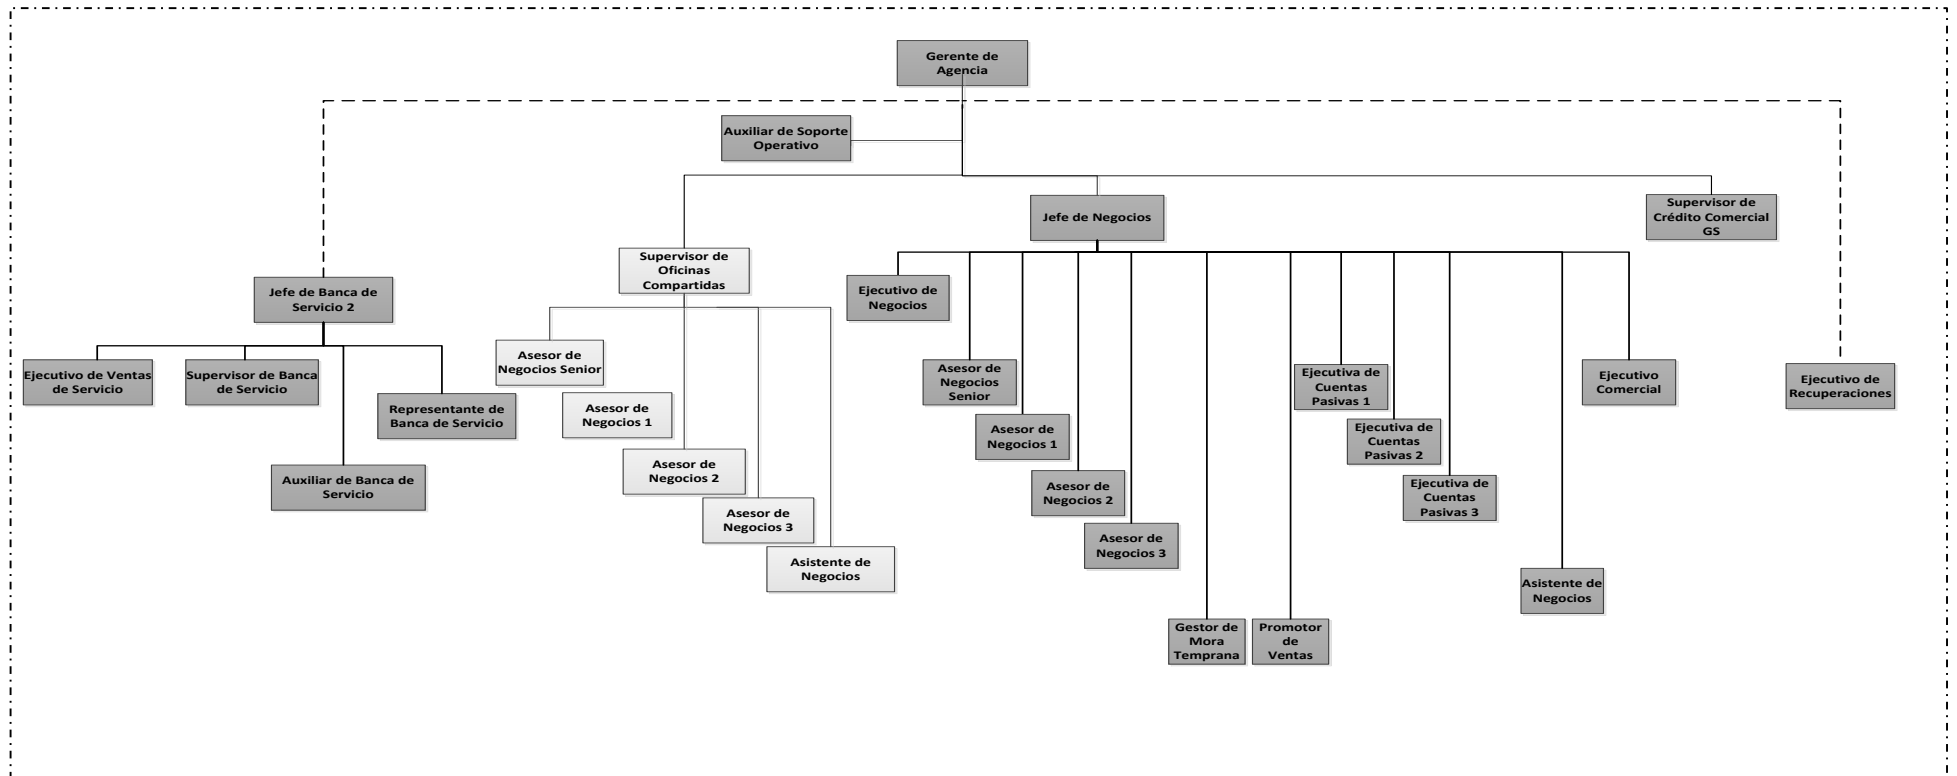 Gerente de
Agencia
Auxiliar de Soporte
Operativo
Jefe de Negocios
Supervisor de
Crédito Comercial
GS
Supervisor de
Oficinas
Compartidas
Jefe de Banca de
Servicio 2
Ejecutivo de
Negocios
Ejecutivo de Ventas
de Servicio
Supervisor de Banca
de Servicio
Representante de
Banca de Servicio
Auxiliar de Banca de
Servicio
Asesor de
Negocios Senior
Asesor de
Negocios 1
Asesor de
Negocios 2
Asesor de
Negocios 3
Asistente de
Negocios
Asesor de
Negocios
Senior
Asesor de
Negocios 1
Asesor de
Negocios 2
Asesor de
Negocios 3
Gestor de
Mora
Temprana
Promotor
de
Ventas
Ejecutiva de
Cuentas
Pasivas 1
Ejecutiva de
Cuentas
Pasivas 2
Ejecutiva de
Cuentas
Pasivas 3
Asistente de
Negocios
Ejecutivo
Comercial
Ejecutivo de
Recuperaciones